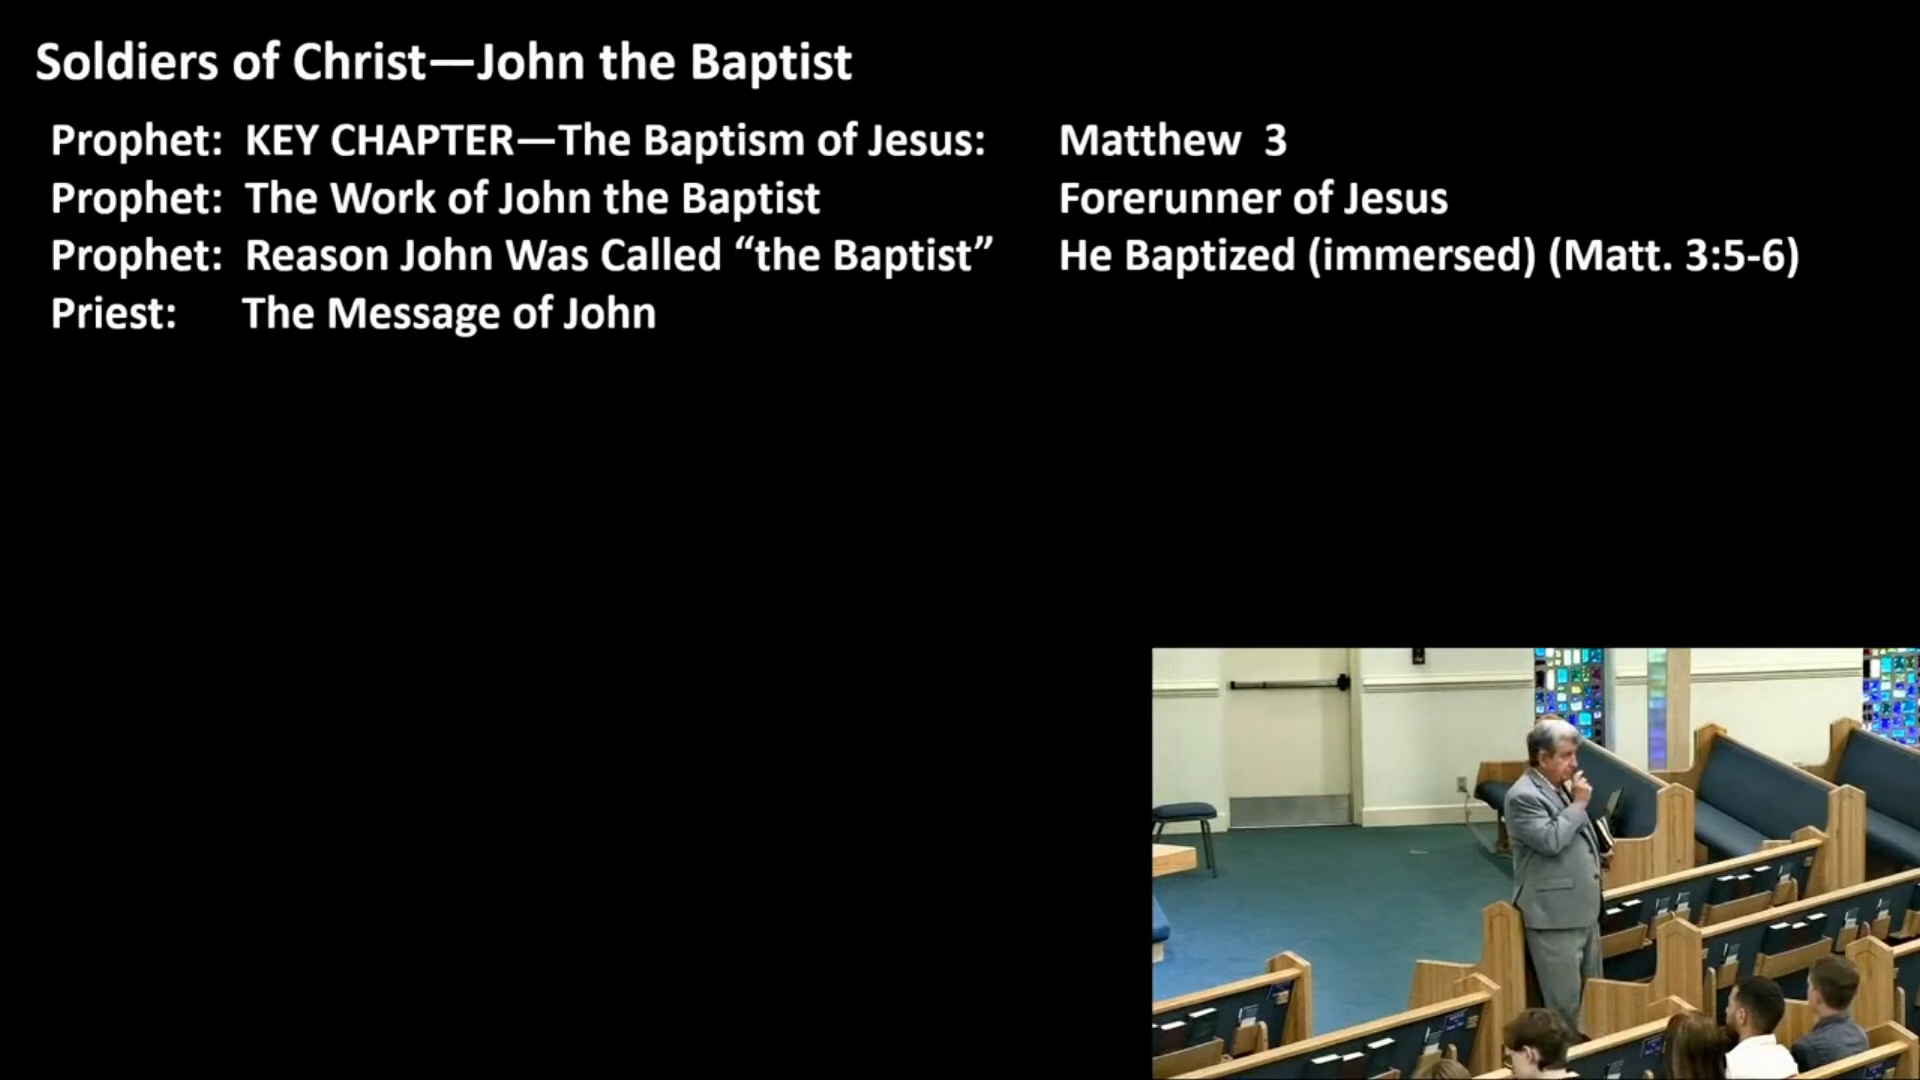 Soldiers of Christ—John the Baptist
Prophet: KEY CHAPTER—The Baptism of Jesus: Matthew 3
Prophet: The Work of John the Baptist Forerunner of Jesus
Prophet: Reason John Was Called “the Baptist” He Baptized (immersed) (Matt. 3:5-6)
Priest: The Message of John